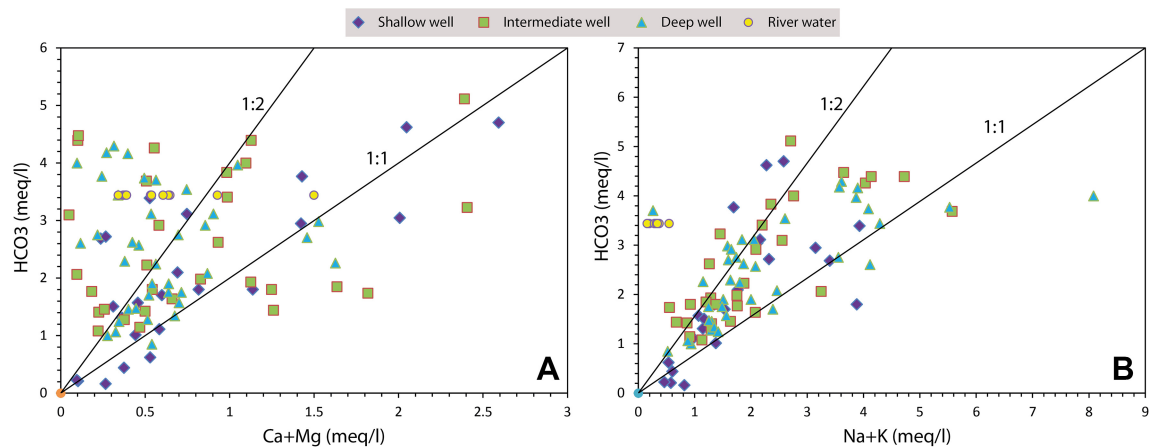 Shallow well Intermediate well Deep well River water
6
5
4
3
2
1
0
HCO3 (meq/l)
1:2
1:1
A
0 0.5 1 1.5 2 2.5 3
Ca+Mg (meq/l)
7
6
5
4
3
2
1
0
HCO3 (meq/l)
1:2
1:1
B
0 1 2 3 4 5 6 7 8 9
Na+K (meq/l)